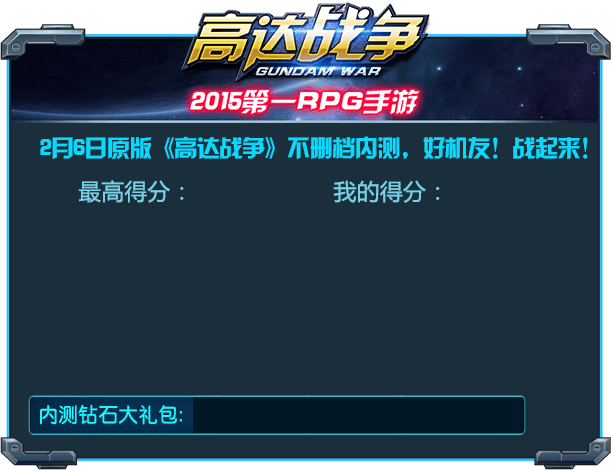 高达战争
GUNDAM WAR
2015第一RPG手游
2月6日原版《高达战争》不删档内测，好机友！战起来！
最高得分： 我的得分：
内测钻石大礼包: